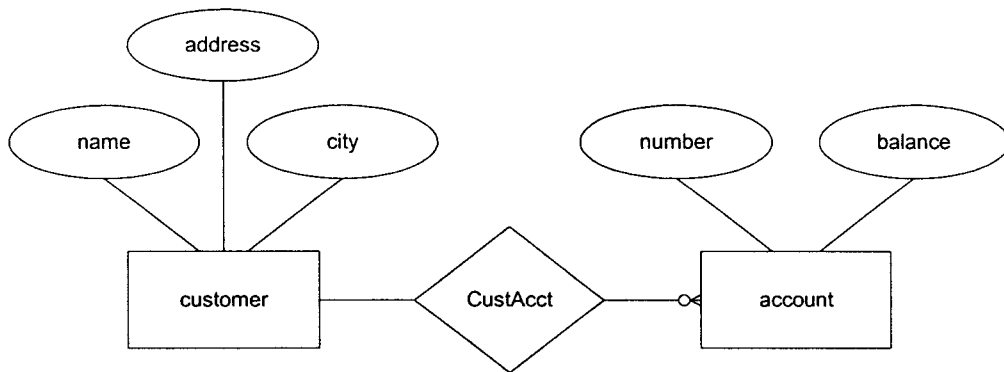 address
name
city
number
balance
customer
CustAcct
account